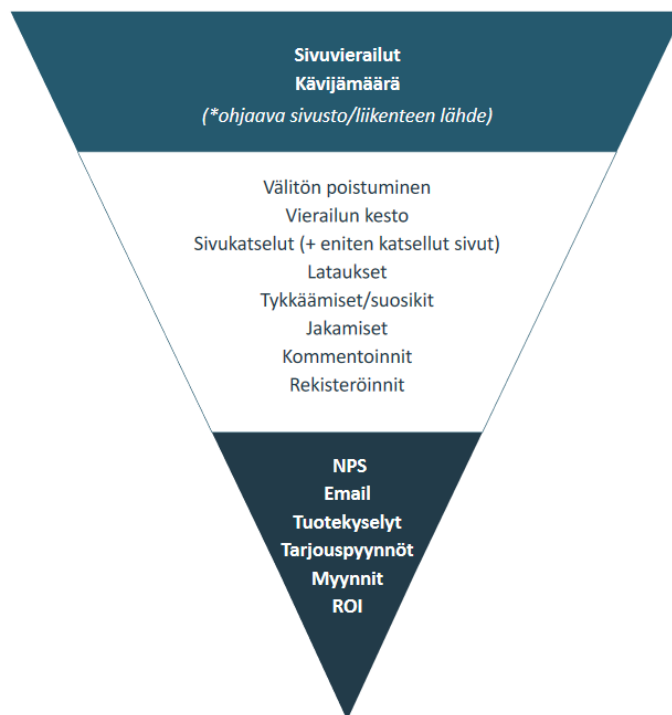 Sivuvierailut
Kävijämäärä
(*ohjaava sivusto/liikenteen lähde)
Välitön poistuminen
Vierailun kesto
Sivukatselut (+ eniten katsellut sivut)
Lataukset
Tykkäämiset/suosikit
Jakamiset
Kommentoinnit
Rekisteröinnit
NPS
Email
Tuotekyselyt
Tarjouspyynnöt
Myynnit
ROI